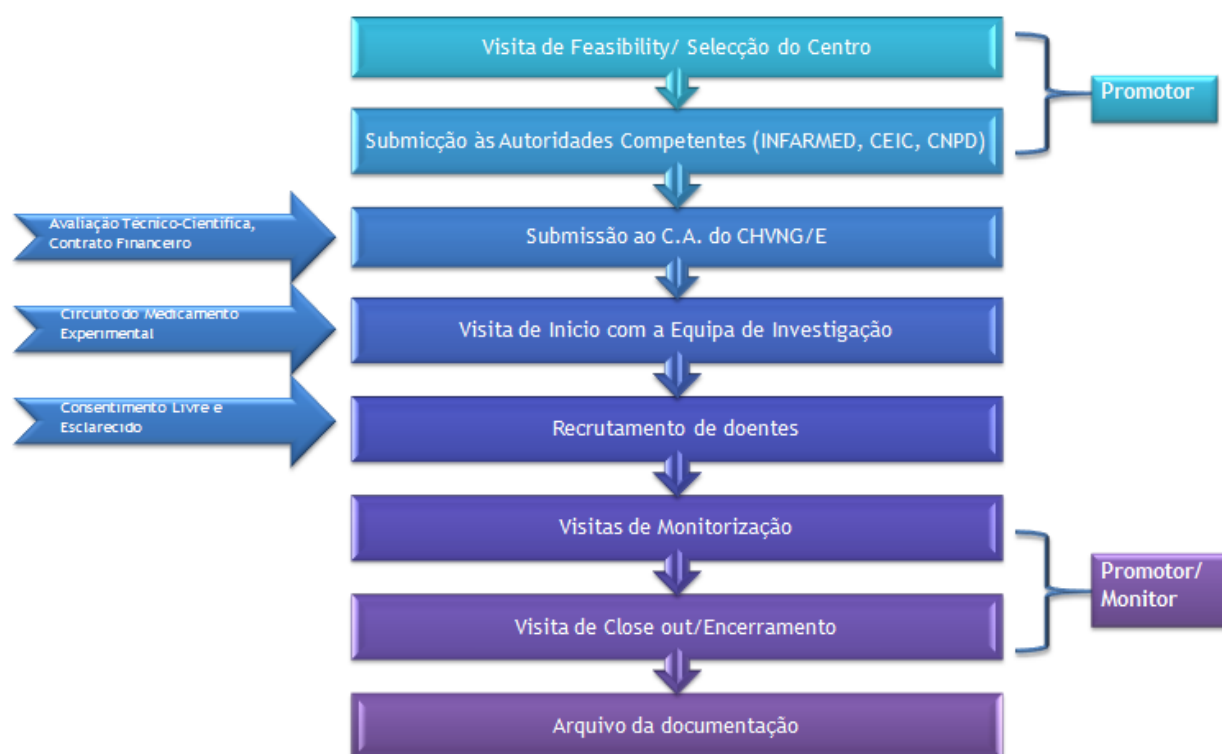 Visita de Feasibility/ Selecção do Centro
Promotor
Submicção às Autoridades Competentes (INFARMED, CEIC, CNPD)
Avaliação Técnico-Científica,
Contrato Financeiro
Submissão ao C.A. do CHVNG/E
Circuito do Medicamento
Experimental
Visita de Inicio com a Equipa de Investigação
Consentimento Livre e
Esclarecido
Recrutamento de doentes
Visitas de Monitorização
Promotor/
Monitor
Visita de Close out/Encerramento
Arquivo da documentação